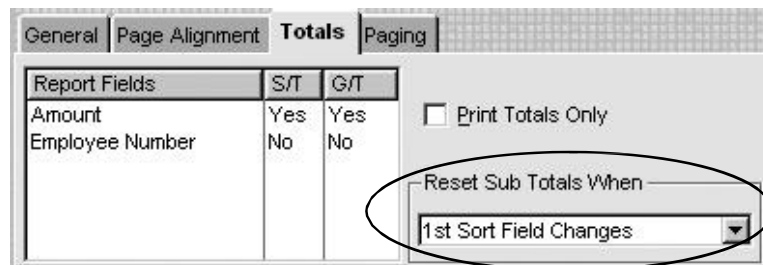 General Page Alignment Totals Paging
Report Fields S/T G/T
Amount Yes Yes
Employee Number No No
Print Totals Only
Reset Sub Totals When
1st Sort Field Changes